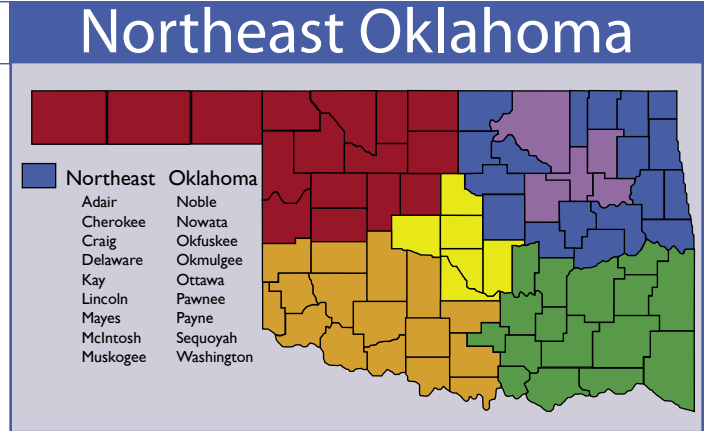 Northeast Oklahoma
Northeast Oklahoma
Adair
Cherokee
Craig
Delaware
Kay
Lincoln
Mayes
McIntosh
Muskogee
Noble
Nowata
Okfuskee
Okmulgee
Ottawa
Pawnee
Payne
Sequoyah
Washington